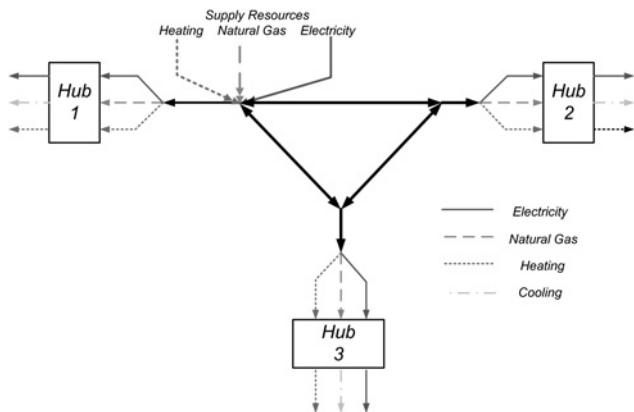 Supply Resources
Heating Natural Gas Electricity
Hub
1
Hub
2
Electricity
Natural Gas
Heating
Cooling
Hub
3